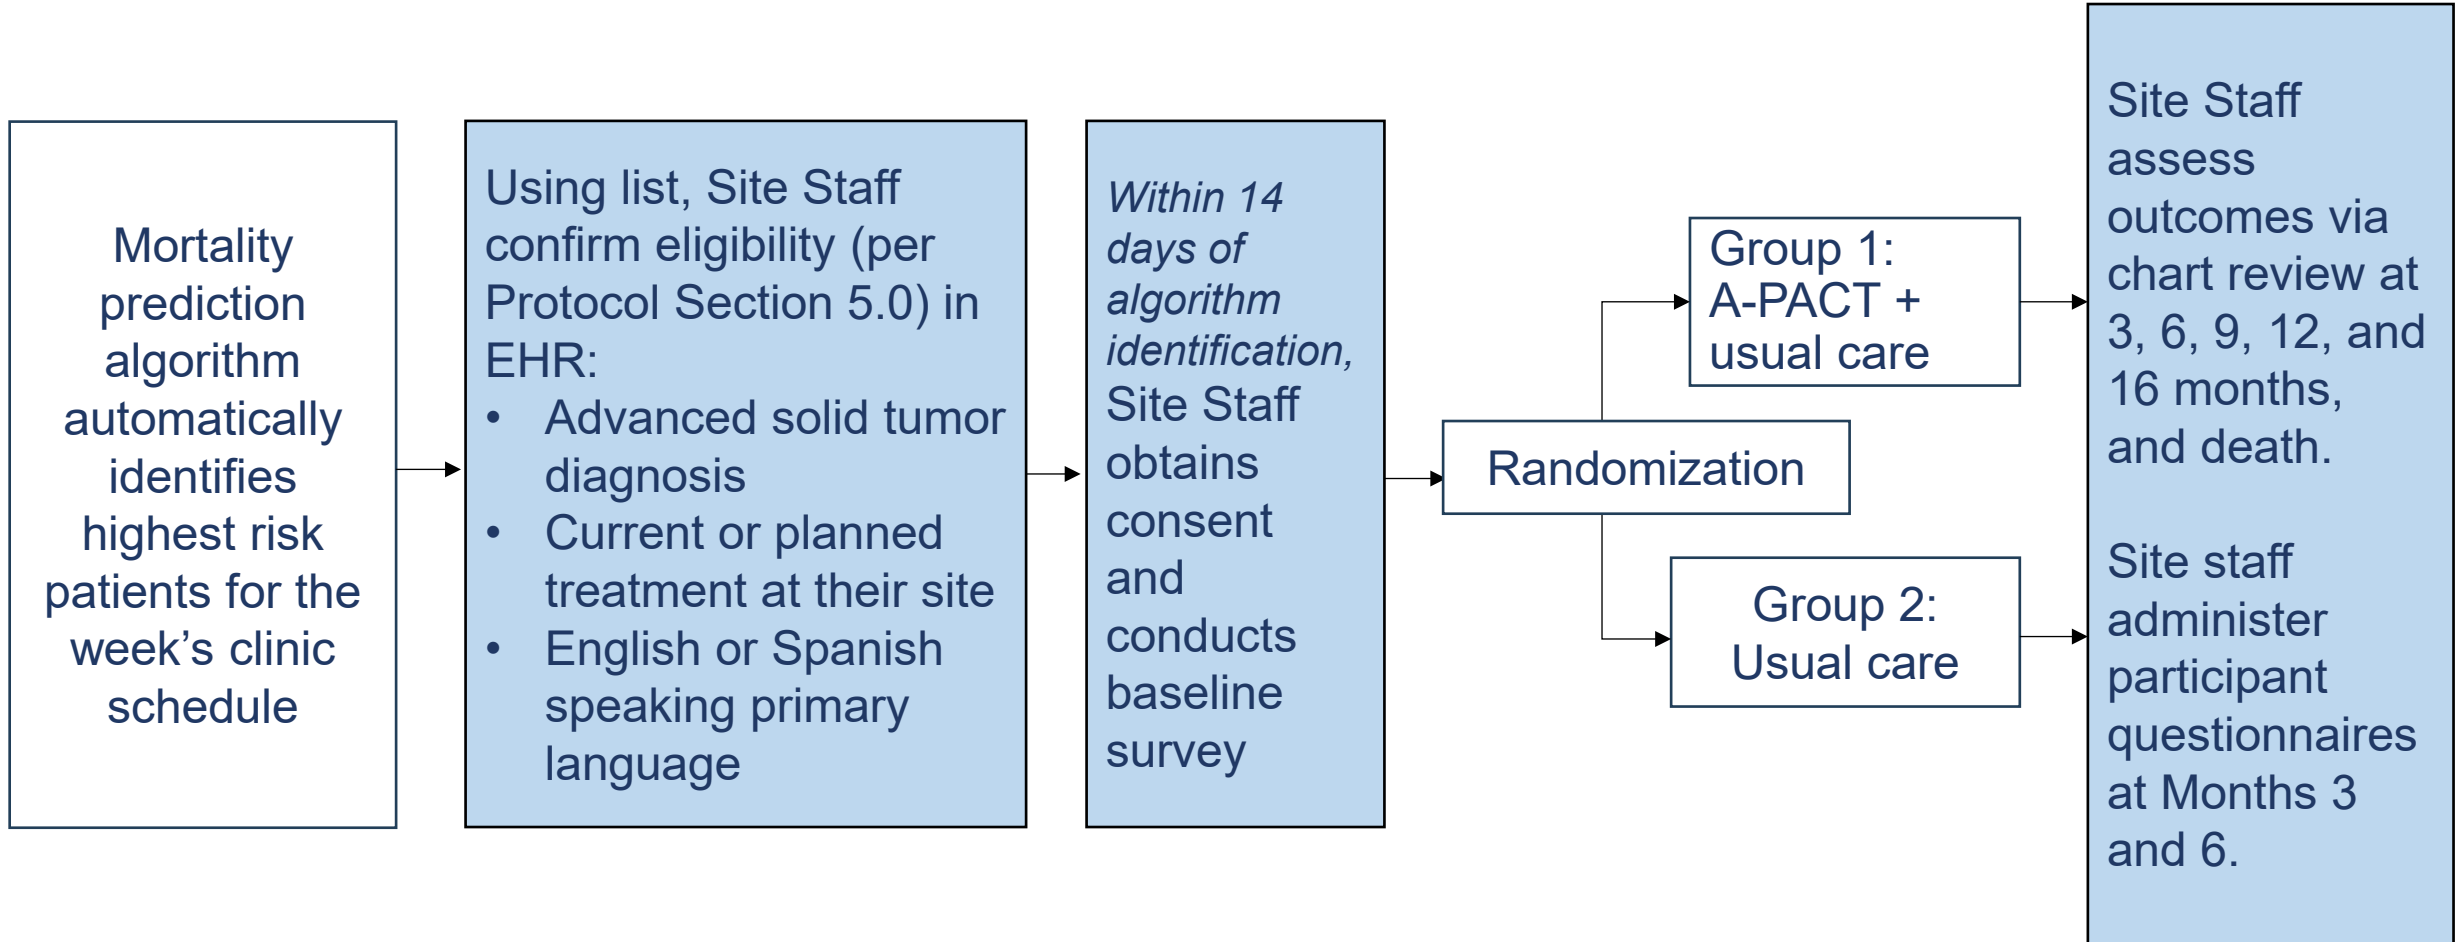 Mortality
prediction
algorithm
automatically
identifies
highest risk
patients for the
week’s clinic
schedule
Using list, Site Staff
confirm eligibility (per
Protocol Section 5.0) in
EHR:
• Advanced solid tumor
diagnosis
• Current or planned
treatment at their site
• English or Spanish
speaking primary
language
Within 14
days of
algorithm
identification,
Site Staff
obtains
consent
and
conducts
baseline
survey
Randomization
Group 1:
A-PACT +
usual care
Group 2:
Usual care
Site Staff
assess
outcomes via
chart review at
3, 6, 9, 12, and
16 months,
and death.
Site staff
administer
participant
questionnaires
at Months 3
and 6.